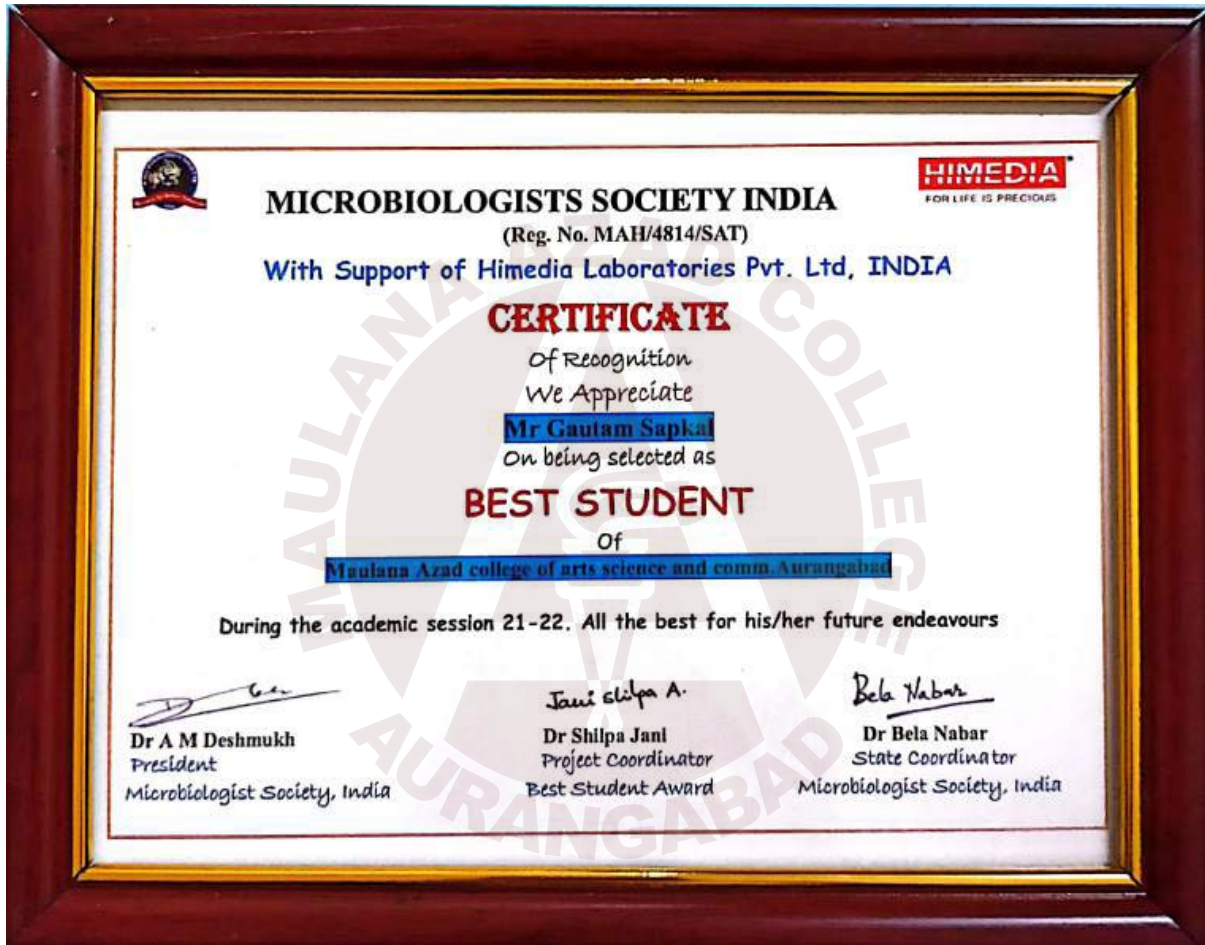 HIMEDIA
FOR LIFE IS PRECIOUS
MICROBIOLOGISTS SOCIETY INDIA
(Reg. No. MAH/4814/SAT)
With Support of Himedia Laboratories Pvt. Ltd, INDIA
CERTIFICATE
Of Recognition
We Appreciate
Mr Gautam Sapkal
On being selected as
BEST STUDENT
Of
Maulana Azad college of arts science and comm.Aurangabad
During the academic session 21-22. All the best for his/her future endeavours
Jani Shilpa A.
Bela Nabar
Dr A M Deshmukh
President
Microbiologist Society, India
Dr Shilpa Jani
Project Coordinator
Best Student Award
Dr Bela Nabar
State Coordinator
Microbiologist Society, India
MAULANA AZAD COLLEGE
AURANGABAD